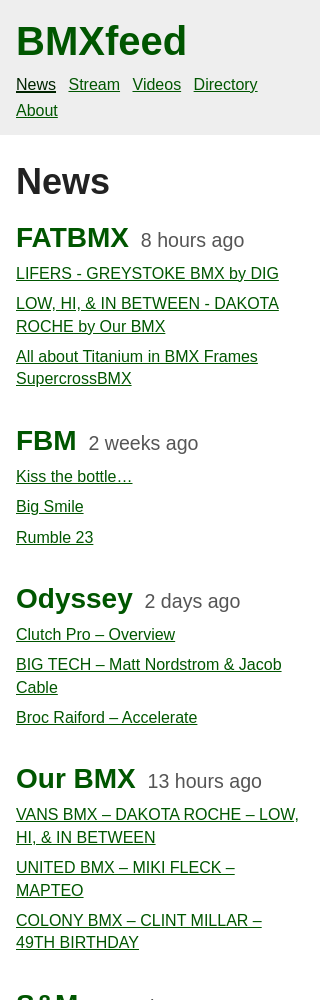 BMXfeed
News Stream Videos Directory
About
News
FATBMX 8 hours ago
LIFERS - GREYSTOKE BMX by DIG
LOW, HI, & IN BETWEEN - DAKOTA
ROCHE by Our BMX
All about Titanium in BMX Frames
SupercrossBMX
FBM 2 weeks ago
Kiss the bottle…
Big Smile
Rumble 23
Odyssey 2 days ago
Clutch Pro – Overview
BIG TECH – Matt Nordstrom & Jacob
Cable
Broc Raiford – Accelerate
Our BMX 13 hours ago
VANS BMX – DAKOTA ROCHE – LOW,
HI, & IN BETWEEN
UNITED BMX – MIKI FLECK –
MAPTEO
COLONY BMX – CLINT MILLAR –
49TH BIRTHDAY